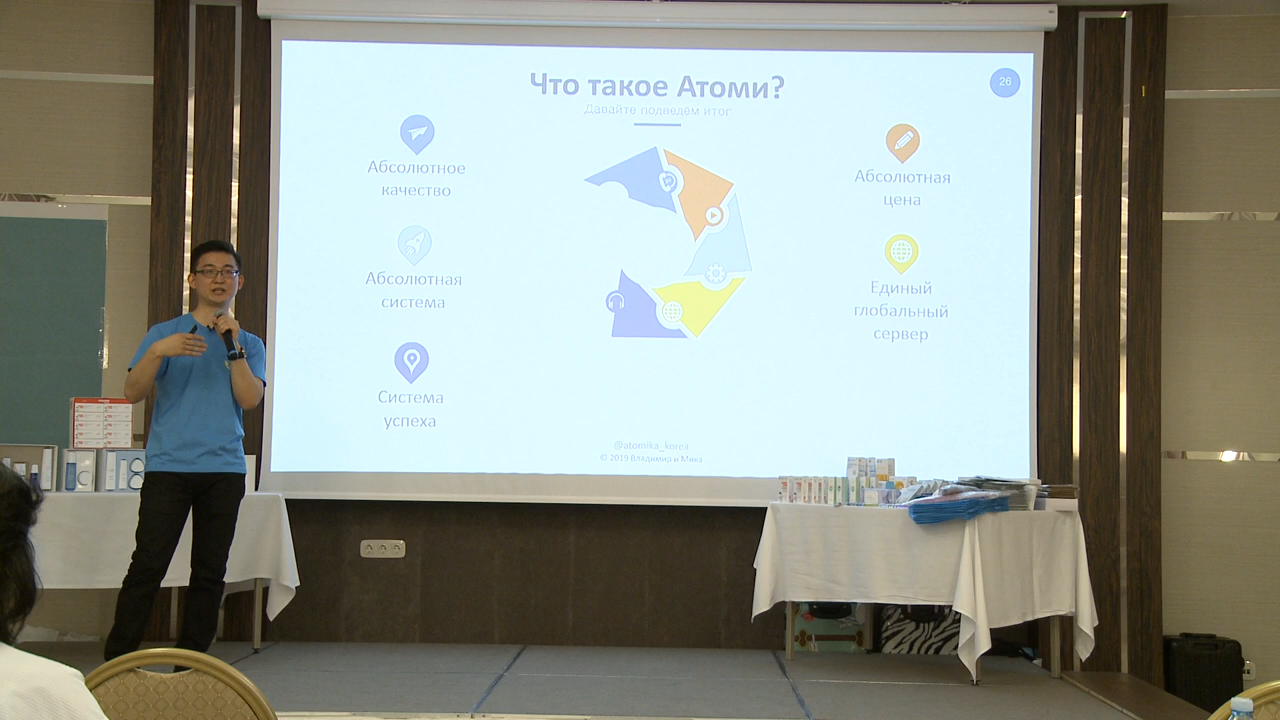 Что такое Атоми?
Давайте подведём итог
26
Абсолютное
качество
Абсолютная
система
Система
успеха
Абсолютная
цена
Единый
глобальный
сервер
@atomika_korea
© 2019 Владимир и Мика